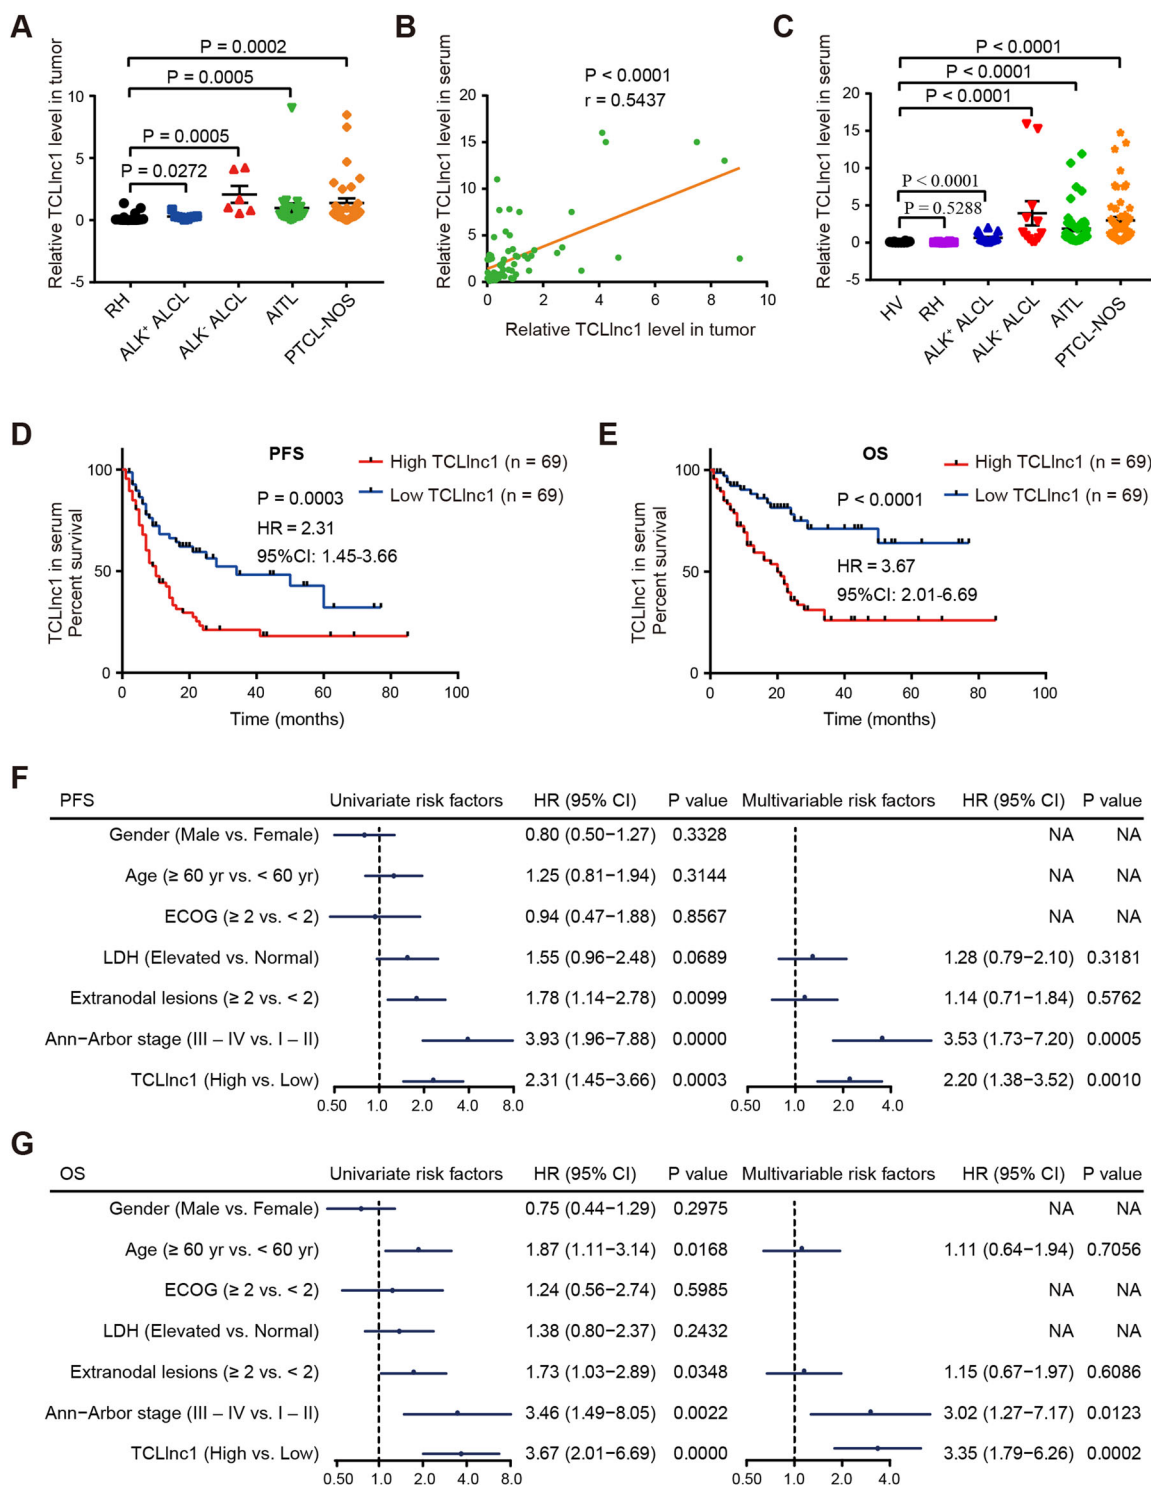 A
P = 0.0002
P = 0.0005
P = 0.0005
P = 0.0272
Relative TCLlnc1 level in tumor
10
5
0
-5
RH
ALK⁺ ALCL
ALK⁻ ALCL
AITL
PTCL-NOS
B
P < 0.0001
r = 0.5437
Relative TCLlnc1 level in serum
20
15
10
5
0
0 2 4 6 8 10
Relative TCLlnc1 level in tumor
C
P < 0.0001
P < 0.0001
P < 0.0001
P < 0.0001
P = 0.5288
Relative TCLlnc1 level in serum
20
15
10
5
0
-5
HV
RH
ALK⁺ ALCL
ALK⁻ ALCL
AITL
PTCL-NOS
D
PFS
High TCLlnc1 (n = 69)
Low TCLlnc1 (n = 69)
P = 0.0003
HR = 2.31
95%CI: 1.45-3.66
TCLlnc1 in serum
Percent survival
100
50
0
0 20 40 60 80 100
Time (months)
E
OS
High TCLlnc1 (n = 69)
Low TCLlnc1 (n = 69)
P < 0.0001
HR = 3.67
95%CI: 2.01-6.69
TCLlnc1 in serum
Percent survival
100
50
0
0 20 40 60 80 100
Time (months)
F
PFS Univariate risk factors HR (95% CI) P value Multivariable risk factors HR (95% CI) P value
Gender (Male vs. Female) 0.80 (0.50−1.27) 0.3328 NA NA
Age (≥ 60 yr vs. < 60 yr) 1.25 (0.81−1.94) 0.3144 NA NA
ECOG (≥ 2 vs. < 2) 0.94 (0.47−1.88) 0.8567 NA NA
LDH (Elevated vs. Normal) 1.55 (0.96−2.48) 0.0689 1.28 (0.79−2.10) 0.3181
Extranodal lesions (≥ 2 vs. < 2) 1.78 (1.14−2.78) 0.0099 1.14 (0.71−1.84) 0.5762
Ann−Arbor stage (III – IV vs. I – II) 3.93 (1.96−7.88) 0.0000 3.53 (1.73−7.20) 0.0005
TCLlnc1 (High vs. Low) 2.31 (1.45−3.66) 0.0003 2.20 (1.38−3.52) 0.0010
0.50 1.0 2.0 4.0 8.0 0.50 1.0 2.0 4.0
G
OS Univariate risk factors HR (95% CI) P value Multivariable risk factors HR (95% CI) P value
Gender (Male vs. Female) 0.75 (0.44−1.29) 0.2975 NA NA
Age (≥ 60 yr vs. < 60 yr) 1.87 (1.11−3.14) 0.0168 1.11 (0.64−1.94) 0.7056
ECOG (≥ 2 vs. < 2) 1.24 (0.56−2.74) 0.5985 NA NA
LDH (Elevated vs. Normal) 1.38 (0.80−2.37) 0.2432 NA NA
Extranodal lesions (≥ 2 vs. < 2) 1.73 (1.03−2.89) 0.0348 1.15 (0.67−1.97) 0.6086
Ann−Arbor stage (III – IV vs. I – II) 3.46 (1.49−8.05) 0.0022 3.02 (1.27−7.17) 0.0123
TCLlnc1 (High vs. Low) 3.67 (2.01−6.69) 0.0000 3.35 (1.79−6.26) 0.0002
0.50 1.0 2.0 4.0 8.0 0.50 1.0 2.0 4.0